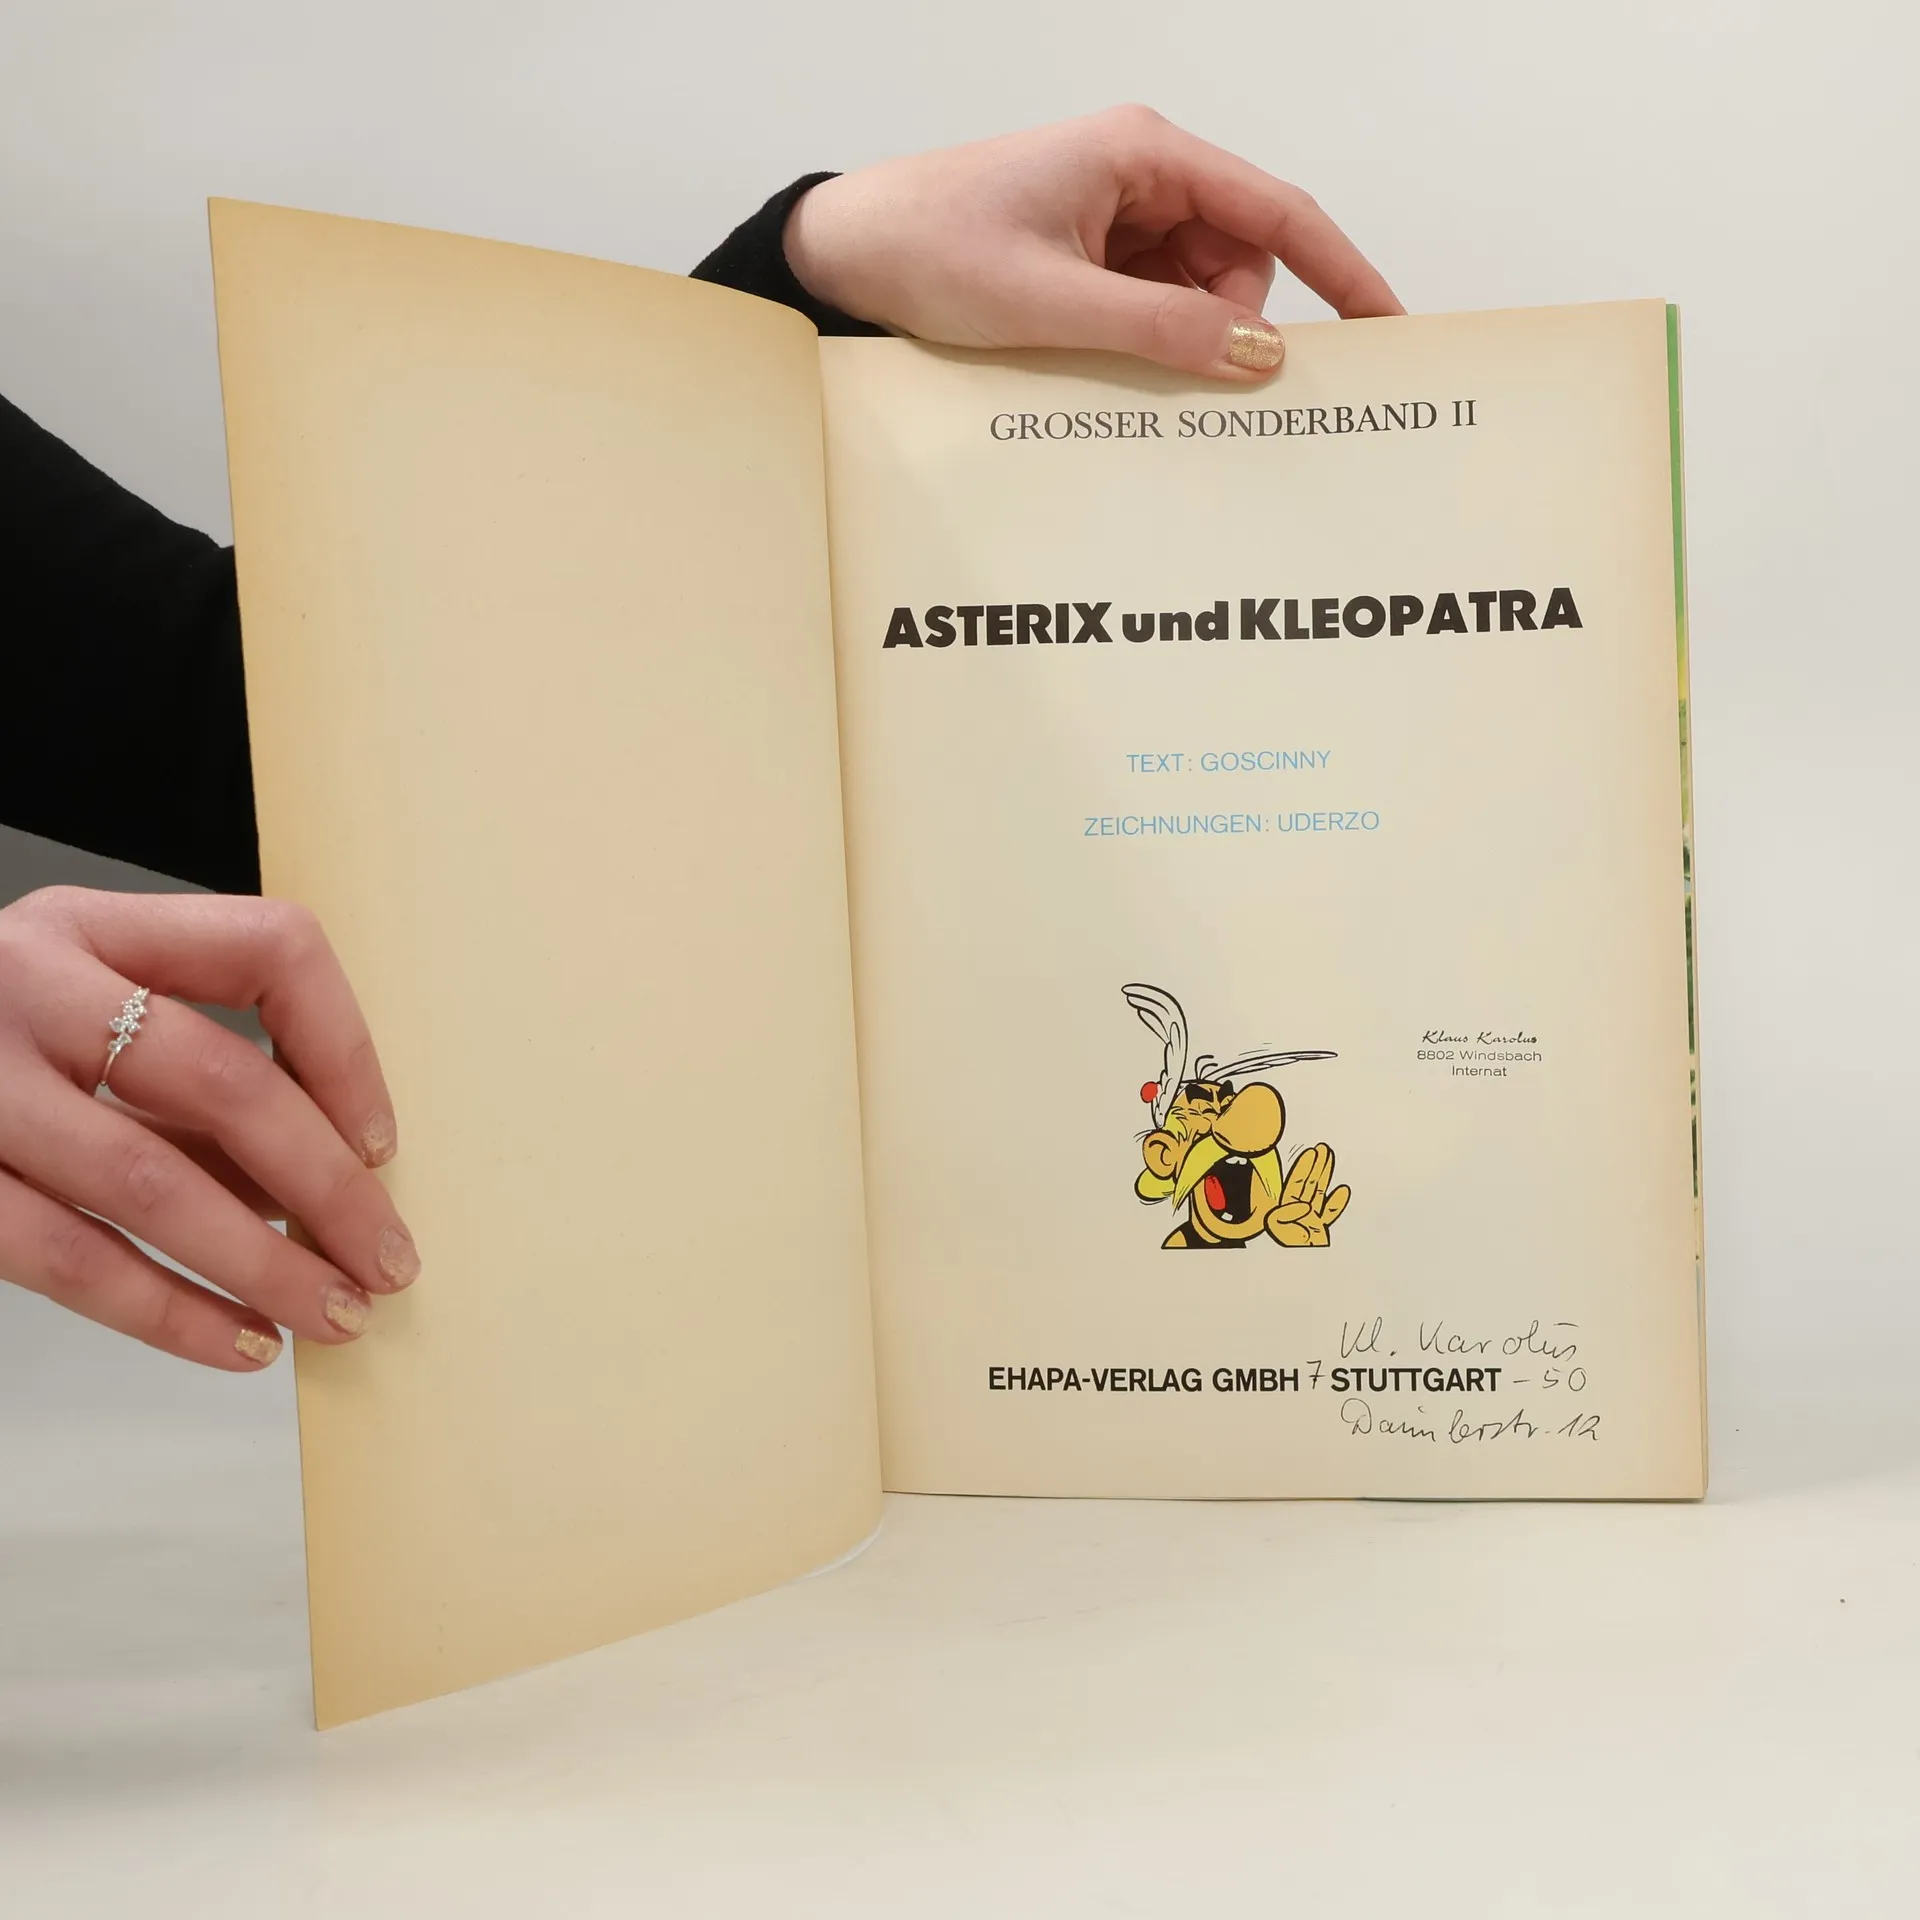 GROSSER SONDERBAND II
ASTERIX und KLEOPATRA
TEXT: GOSCINNY
ZEICHNUNGEN: UDERZO
Klaus Karolus
8802 Windsbach
Internat
Kl. Karolus
EHAPA-VERLAG GMBH 7 STUTTGART - 50
Daimlerstr. 12